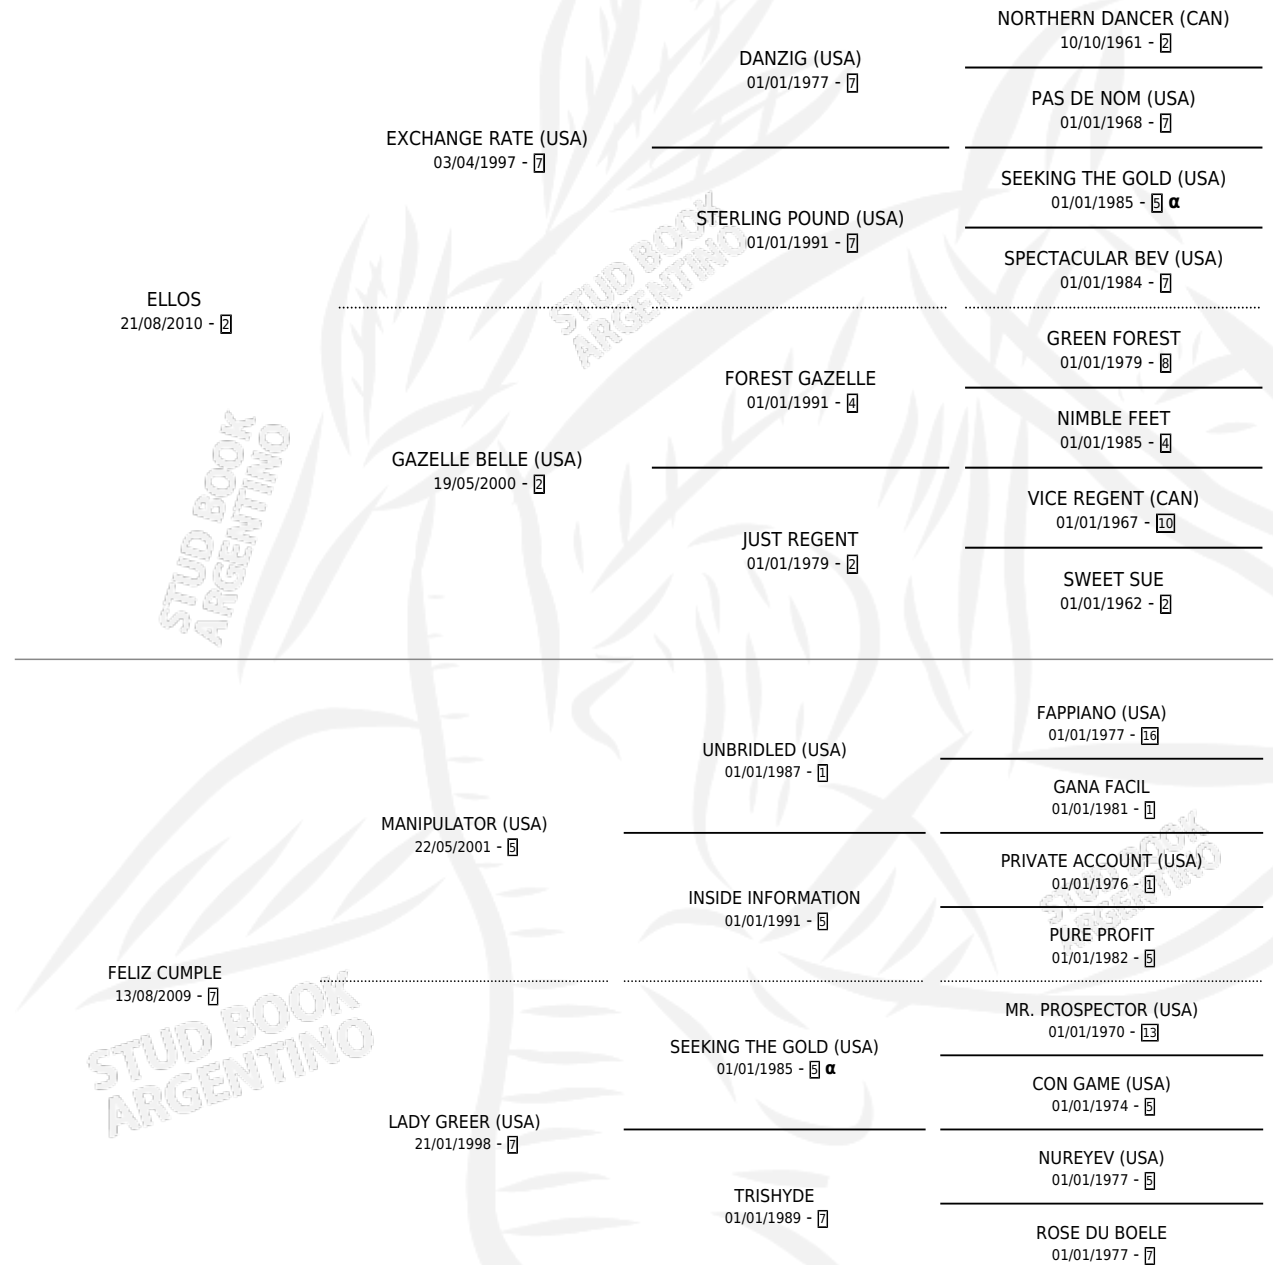 NORTHERN DANCER (CAN)
10/10/1961 - 2
DANZIG (USA)
01/01/1977 - 7
PAS DE NOM (USA)
01/01/1968 - 7
EXCHANGE RATE (USA)
03/04/1997 - 7
SEEKING THE GOLD (USA)
01/01/1985 - 5 α
STERLING POUND (USA)
01/01/1991 - 7
SPECTACULAR BEV (USA)
01/01/1984 - 7
STUD BOOK
ARGENTINO
ELLOS
21/08/2010 - 2
GREEN FOREST
01/01/1979 - 8
FOREST GAZELLE
01/01/1991 - 4
NIMBLE FEET
01/01/1985 - 4
GAZELLE BELLE (USA)
19/05/2000 - 2
VICE REGENT (CAN)
01/01/1967 - 10
JUST REGENT
01/01/1979 - 2
SWEET SUE
01/01/1962 - 2
STUD BOOK
ARGENTINO
FAPPIANO (USA)
01/01/1977 - 16
UNBRIDLED (USA)
01/01/1987 - 1
GANA FACIL
01/01/1981 - 1
MANIPULATOR (USA)
22/05/2001 - 5
PRIVATE ACCOUNT (USA)
01/01/1976 - 1
INSIDE INFORMATION
01/01/1991 - 5
PURE PROFIT
01/01/1982 - 5
STUD BOOK
ARGENTINO
FELIZ CUMPLE
13/08/2009 - 7
MR. PROSPECTOR (USA)
01/01/1970 - 13
SEEKING THE GOLD (USA)
01/01/1985 - 5 α
CON GAME (USA)
01/01/1974 - 5
LADY GREER (USA)
21/01/1998 - 7
NUREYEV (USA)
01/01/1977 - 5
TRISHYDE
01/01/1989 - 7
ROSE DU BOELE
01/01/1977 - 7
STUD BOOK
ARGENTINO